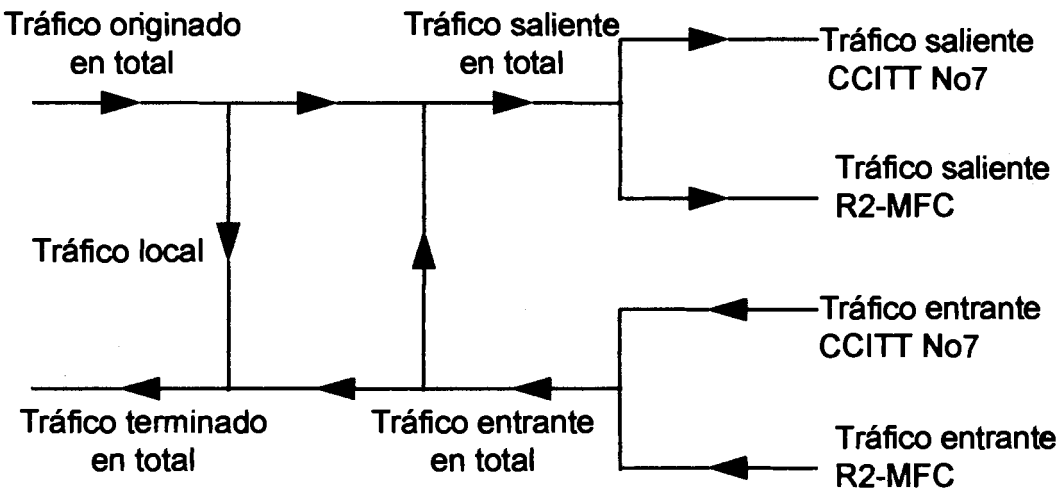 Tráfico originado
en total
Tráfico saliente
en total
Tráfico saliente
CCITT No7
Tráfico saliente
R2-MFC
Tráfico local
Tráfico entrante
CCITT No7
Tráfico terminado
en total
Tráfico entrante
en total
Tráfico entrante
R2-MFC